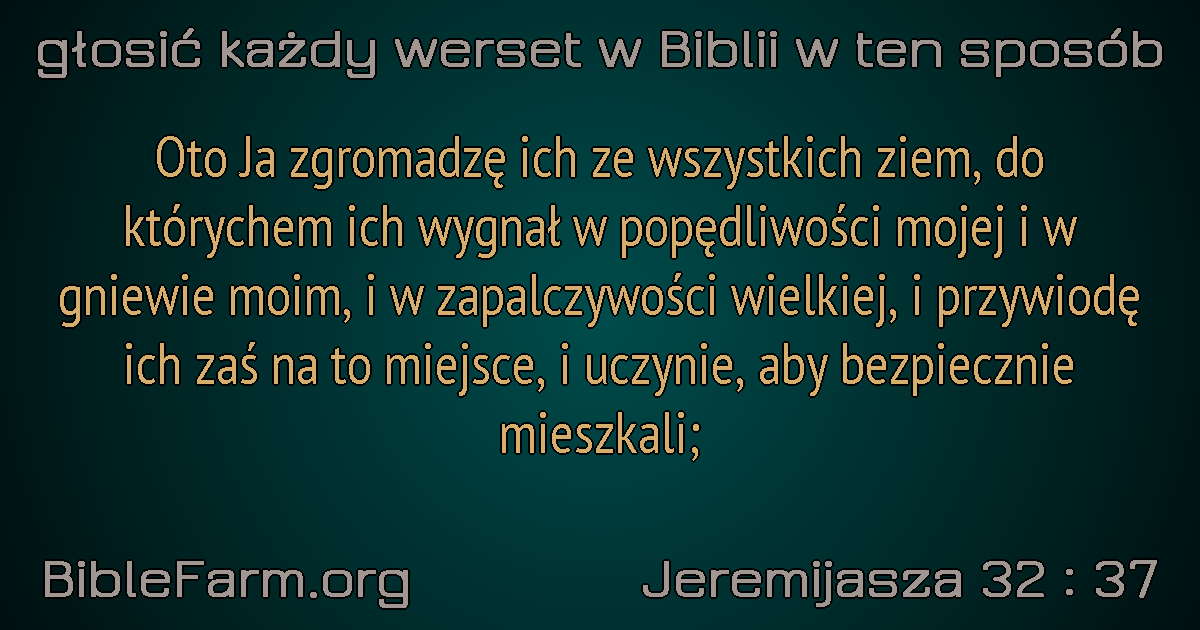 głosić każdy werset w Biblii w ten sposób
Oto Ja zgromadzę ich ze wszystkich ziem, do
którychem ich wygnał w popędliwości mojej i w
gniewie moim, i w zapalczywości wielkiej, i przywiodę
ich zaś na to miejsce, i uczynie, aby bezpiecznie
mieszkali;
BibleFarm.org
Jeremijasza 32 : 37